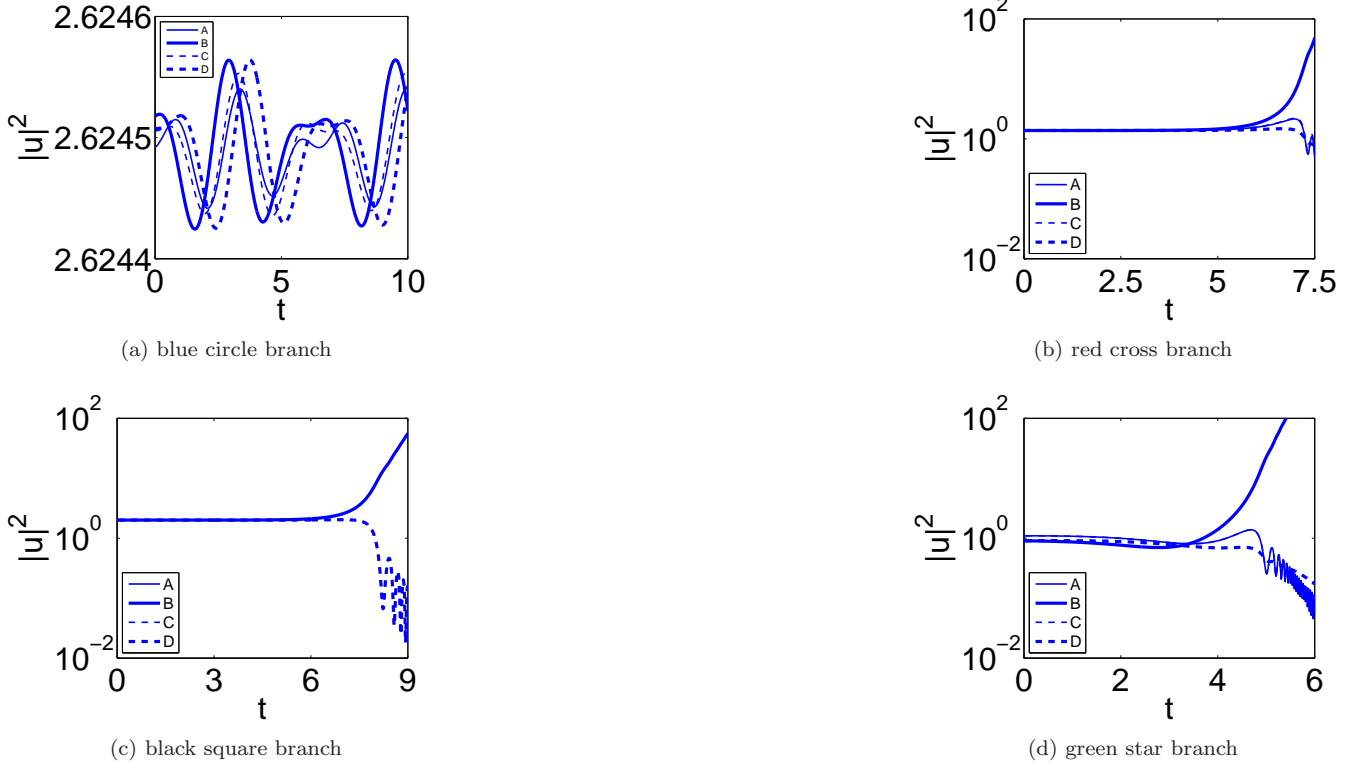 2.6246
2.6245
2.6244
|u|²
A
B
C
D
0
5
10
t
(a) blue circle branch
10²
10⁰
10⁻²
|u|²
A
B
C
D
0
2.5
5
7.5
t
(b) red cross branch
10²
10⁰
10⁻²
|u|²
A
B
C
D
0
3
6
9
t
(c) black square branch
10²
10⁰
10⁻²
|u|²
A
B
C
D
0
2
4
6
t
(d) green star branch